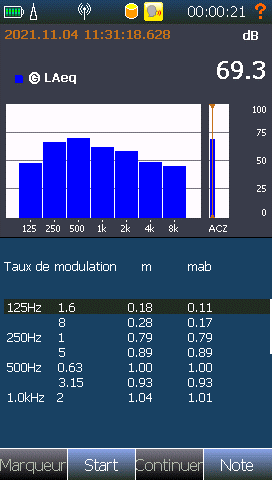 00:00:21 ?
2021.11.04 11:31:18.628 dB
G LAeq 69.3
100
75
50
25
0
125 250 500 1k 2k 4k 8k ACZ
Taux de modulation m mab
125Hz 1.6 0.18 0.11
8 0.28 0.17
250Hz 1 0.79 0.79
5 0.89 0.89
500Hz 0.63 1.00 1.00
3.15 0.93 0.93
1.0kHz 2 1.04 1.01
Marqueur Start Continuer Note